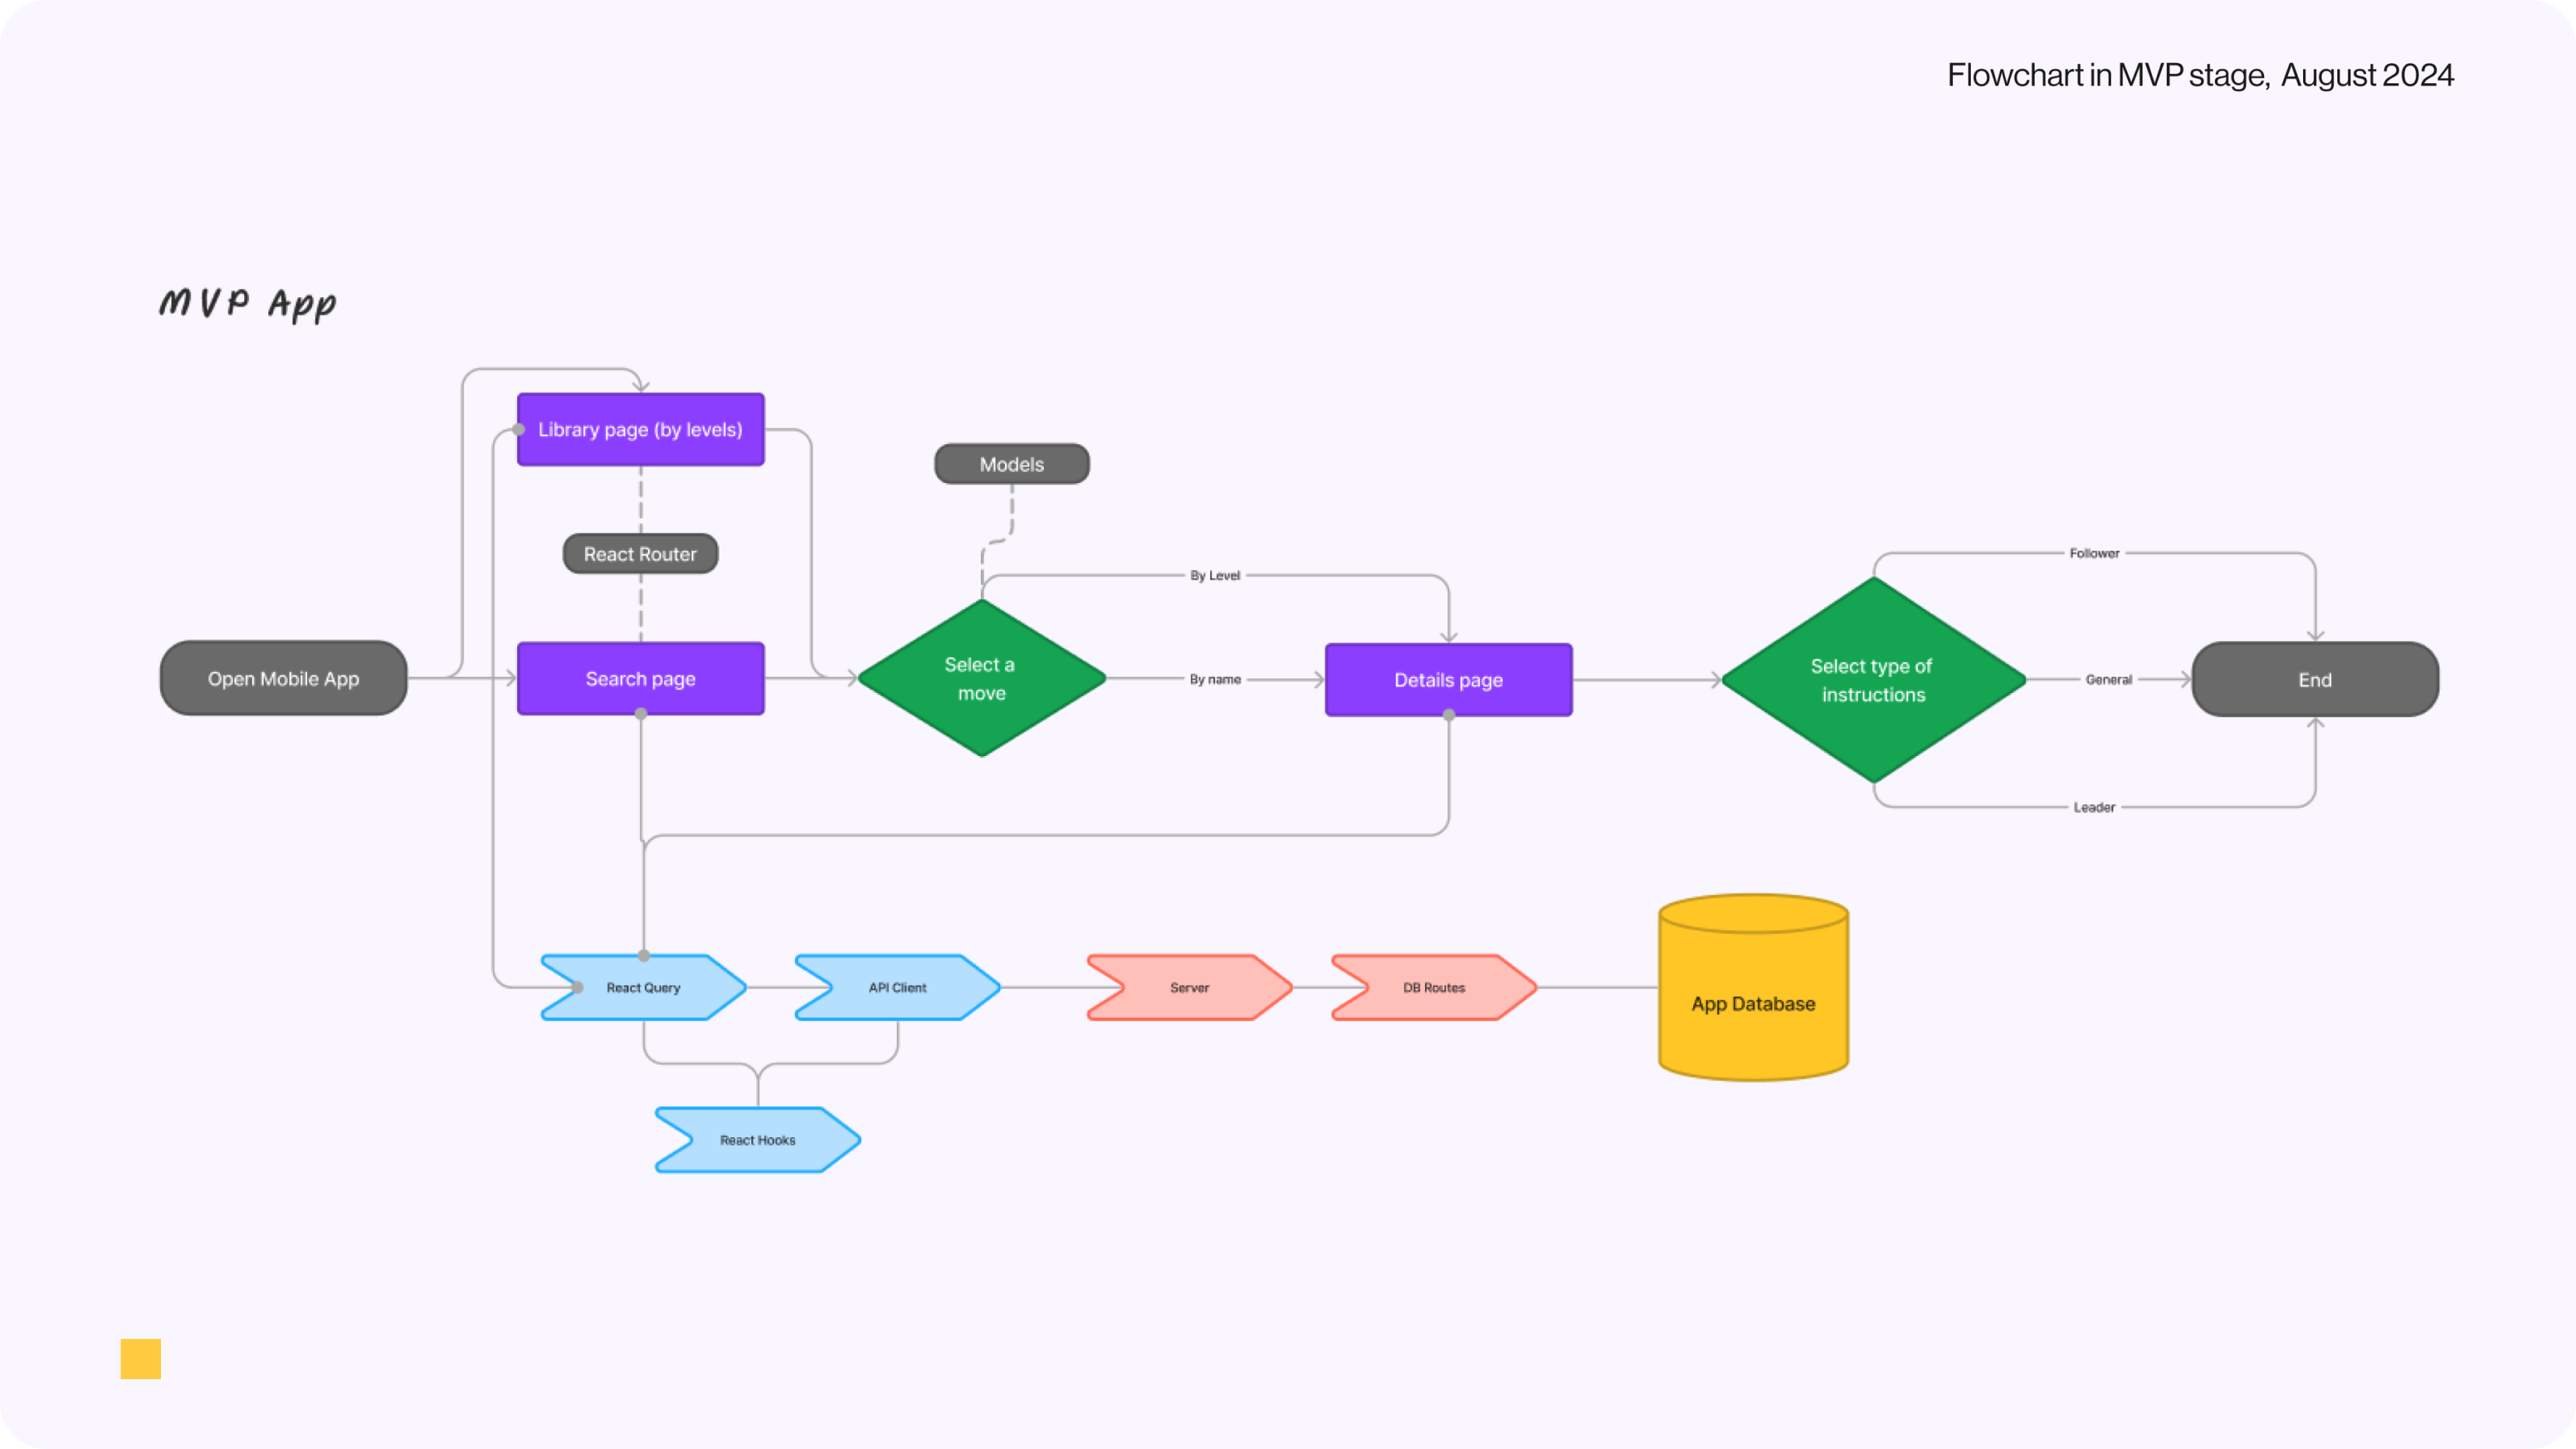 Flowchart in MVP stage, August 2024
MVP App
Library page (by levels)
Models
React Router
Follower
By Level
Open Mobile App
Search page
Select a
move
By name
Details page
Select type of
instructions
General
End
Leader
React Query
API Client
Server
DB Routes
App Database
React Hooks